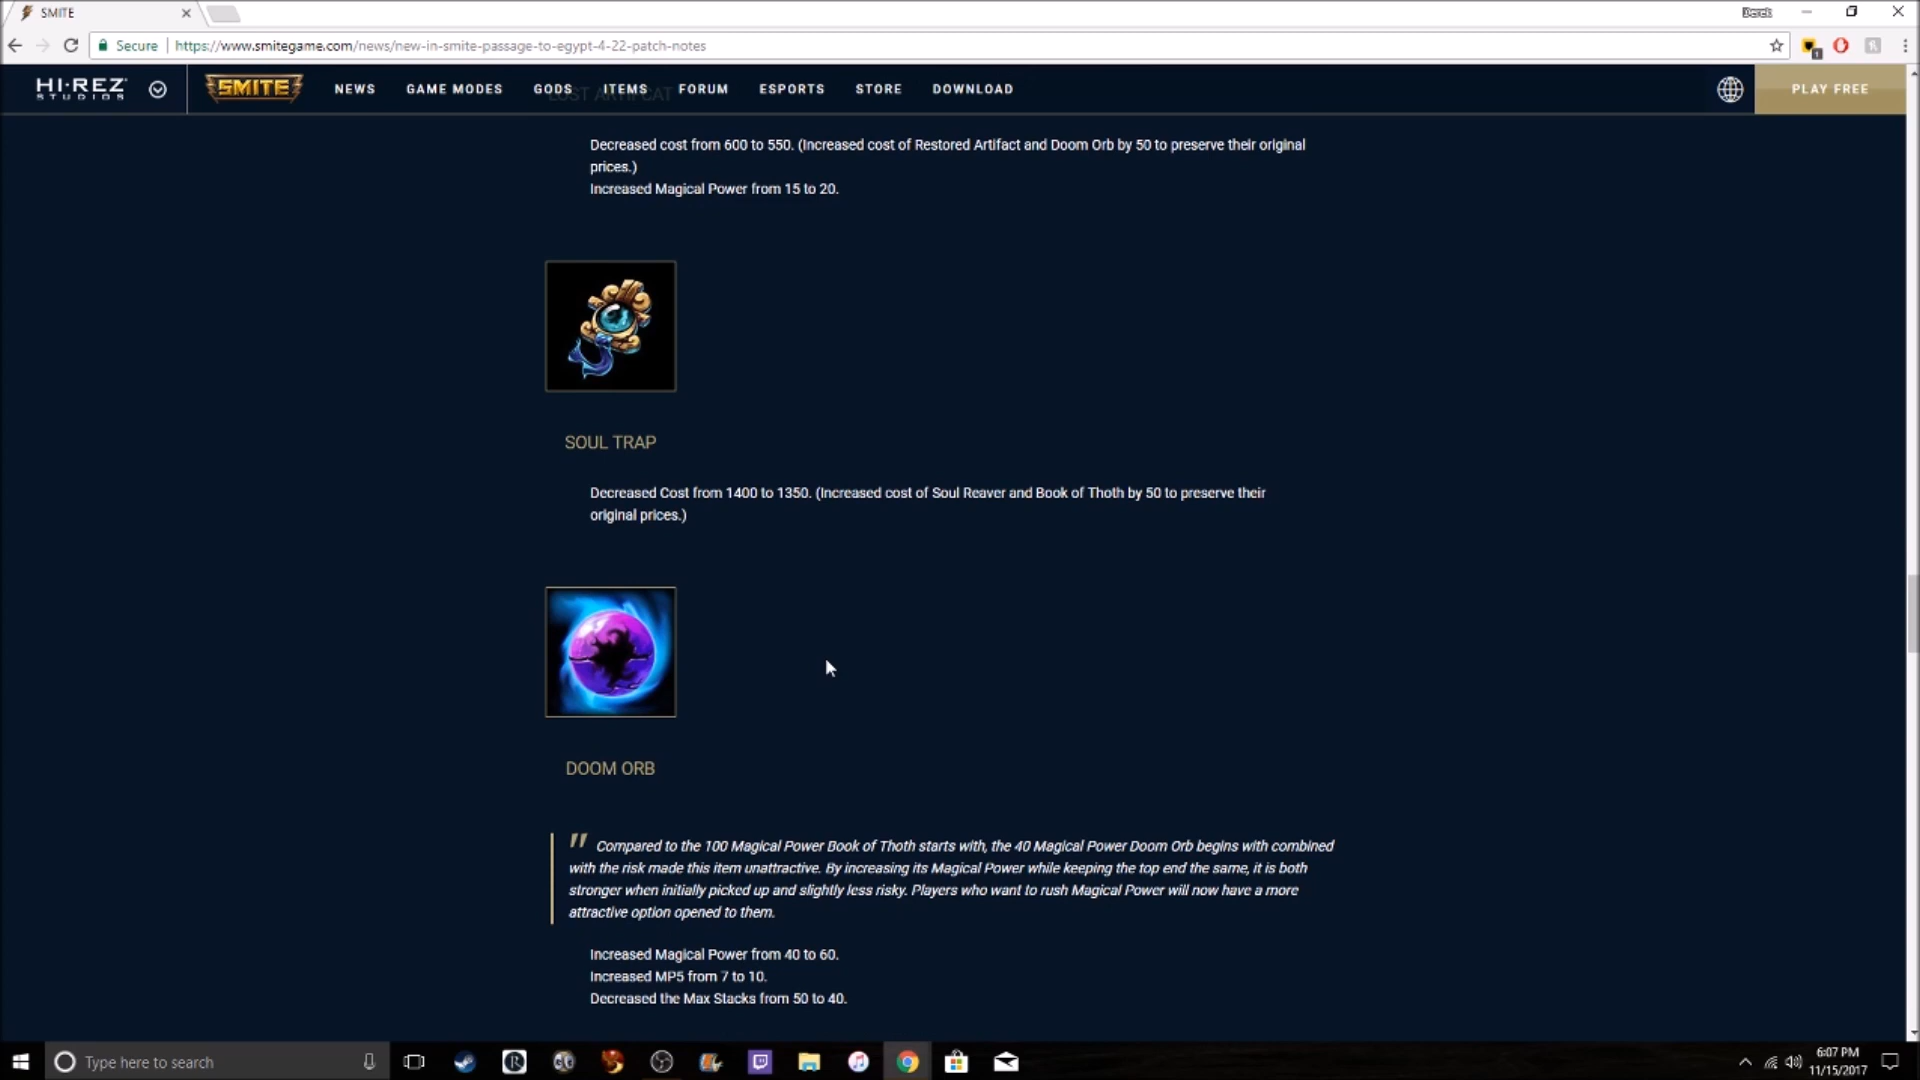 SMITE
Derek
Secure
https://www.smitegame.com/news/new-in-smite-passage-to-egypt-4-22-patch-notes
1
HI-REZ
STUDIOS
SMITE
NEWS
GAME MODES
GODS
ITEMS
FORUM
ESPORTS
STORE
DOWNLOAD
PLAY FREE
LOST ARTIFCAT
Decreased cost from 600 to 550. (Increased cost of Restored Artifact and Doom Orb by 50 to preserve their original
prices.)
Increased Magical Power from 15 to 20.
SOUL TRAP
Decreased Cost from 1400 to 1350. (Increased cost of Soul Reaver and Book of Thoth by 50 to preserve their
original prices.)
DOOM ORB
" Compared to the 100 Magical Power Book of Thoth starts with, the 40 Magical Power Doom Orb begins with combined
with the risk made this item unattractive. By increasing its Magical Power while keeping the top end the same, it is both
stronger when initially picked up and slightly less risky. Players who want to rush Magical Power will now have a more
attractive option opened to them.
Increased Magical Power from 40 to 60.
Increased MP5 from 7 to 10.
Decreased the Max Stacks from 50 to 40.
Type here to search
6:07 PM
11/15/2017